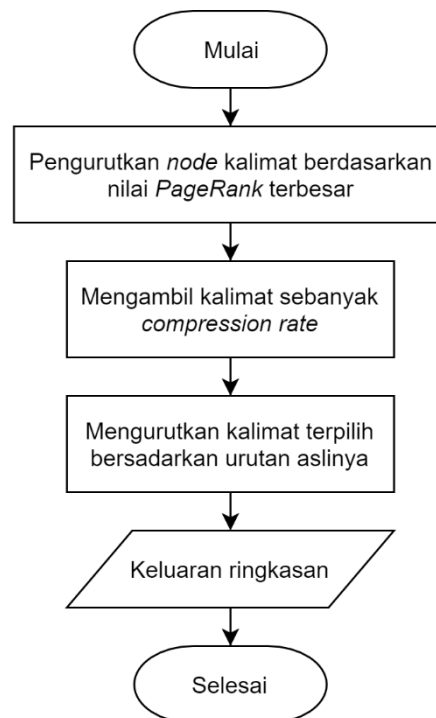 Mulai
Pengurutkan node kalimat berdasarkan
nilai PageRank terbesar
Mengambil kalimat sebanyak
compression rate
Mengurutkan kalimat terpilih
bersadarkan urutan aslinya
Keluaran ringkasan
Selesai